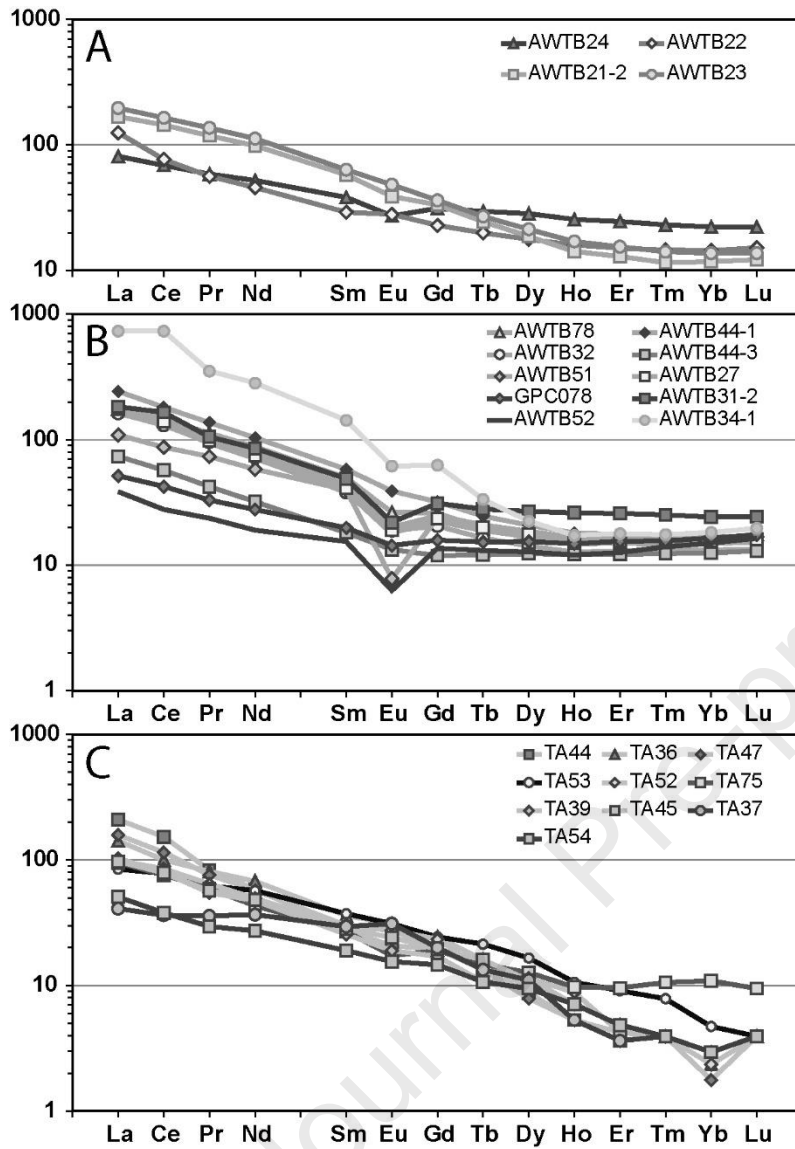 1000
A
AWTB24 AWTB22
AWTB21-2 AWTB23
100
10
La Ce Pr Nd Sm Eu Gd Tb Dy Ho Er Tm Yb Lu
1000
B
AWTB78 AWTB44-1
AWTB32 AWTB44-3
AWTB51 AWTB27
GPC078 AWTB31-2
AWTB52 AWTB34-1
100
10
1
La Ce Pr Nd Sm Eu Gd Tb Dy Ho Er Tm Yb Lu
1000
C
TA44 TA36 TA47
TA53 TA52 TA75
TA39 TA45 TA37
TA54
100
10
1
La Ce Pr Nd Sm Eu Gd Tb Dy Ho Er Tm Yb Lu
Journal Pre-pr